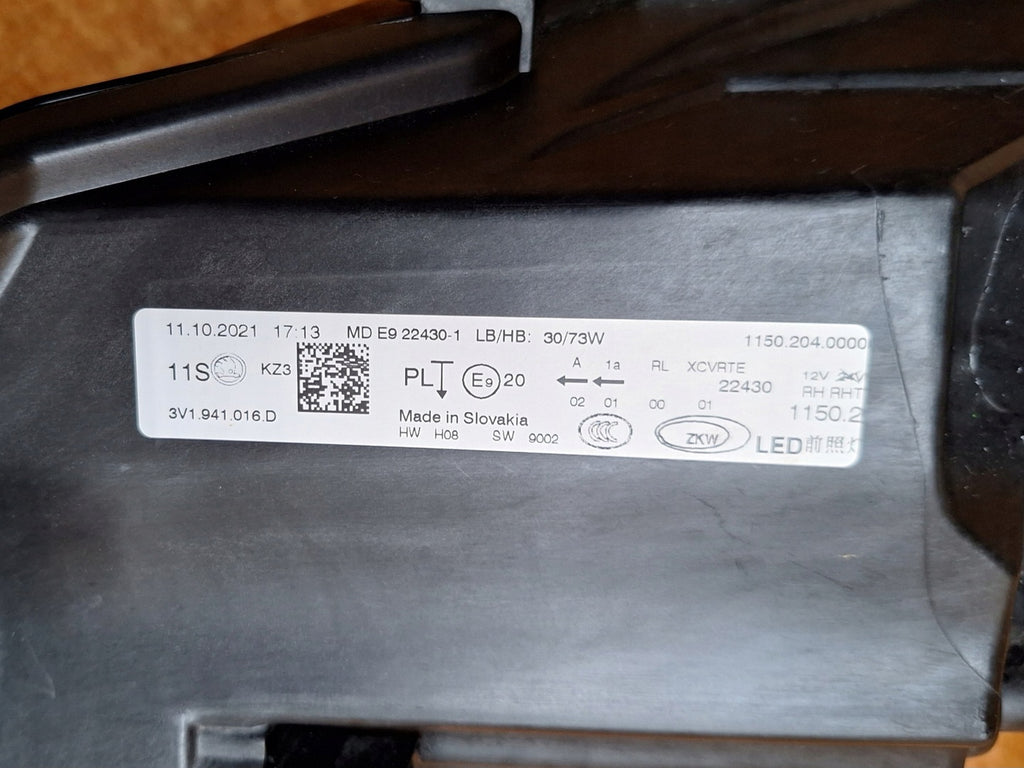 11.10.2021 17:13 MD E9 22430-1 LB/HB: 30/73W 1150.204.0000
11S KZ3 PL E9 20 A 1a RL XCVRTE 12V
22430 RH RHT
02 01 00 01 1150.2
3V1.941.016.D Made in Slovakia
HW H08 SW 9002 CCC ZKW LED前照